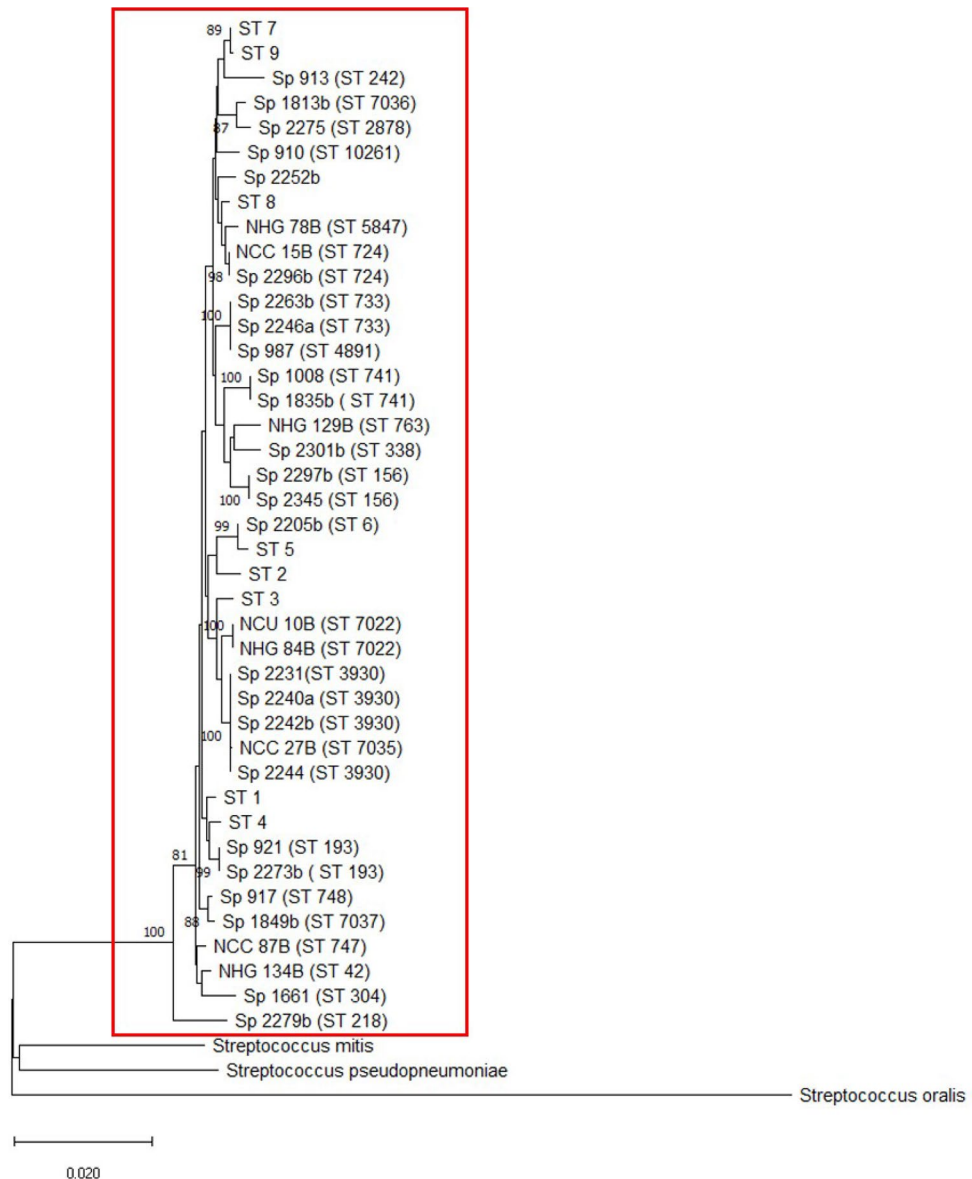 89
ST 7
ST 9
Sp 913 (ST 242)
Sp 1813b (ST 7036)
87
Sp 2275 (ST 2878)
Sp 910 (ST 10261)
Sp 2252b
ST 8
NHG 78B (ST 5847)
NCC 15B (ST 724)
98
Sp 2296b (ST 724)
Sp 2263b (ST 733)
100
Sp 2246a (ST 733)
Sp 987 (ST 4891)
100
Sp 1008 (ST 741)
Sp 1835b ( ST 741)
NHG 129B (ST 763)
Sp 2301b (ST 338)
Sp 2297b (ST 156)
100
Sp 2345 (ST 156)
99
Sp 2205b (ST 6)
ST 5
ST 2
ST 3
100
NCU 10B (ST 7022)
NHG 84B (ST 7022)
Sp 2231(ST 3930)
Sp 2240a (ST 3930)
Sp 2242b (ST 3930)
100
NCC 27B (ST 7035)
Sp 2244 (ST 3930)
ST 1
ST 4
Sp 921 (ST 193)
81
99
Sp 2273b ( ST 193)
Sp 917 (ST 748)
88
Sp 1849b (ST 7037)
100
NCC 87B (ST 747)
NHG 134B (ST 42)
Sp 1661 (ST 304)
Sp 2279b (ST 218)
Streptococcus mitis
Streptococcus pseudopneumoniae
Streptococcus oralis
0.020